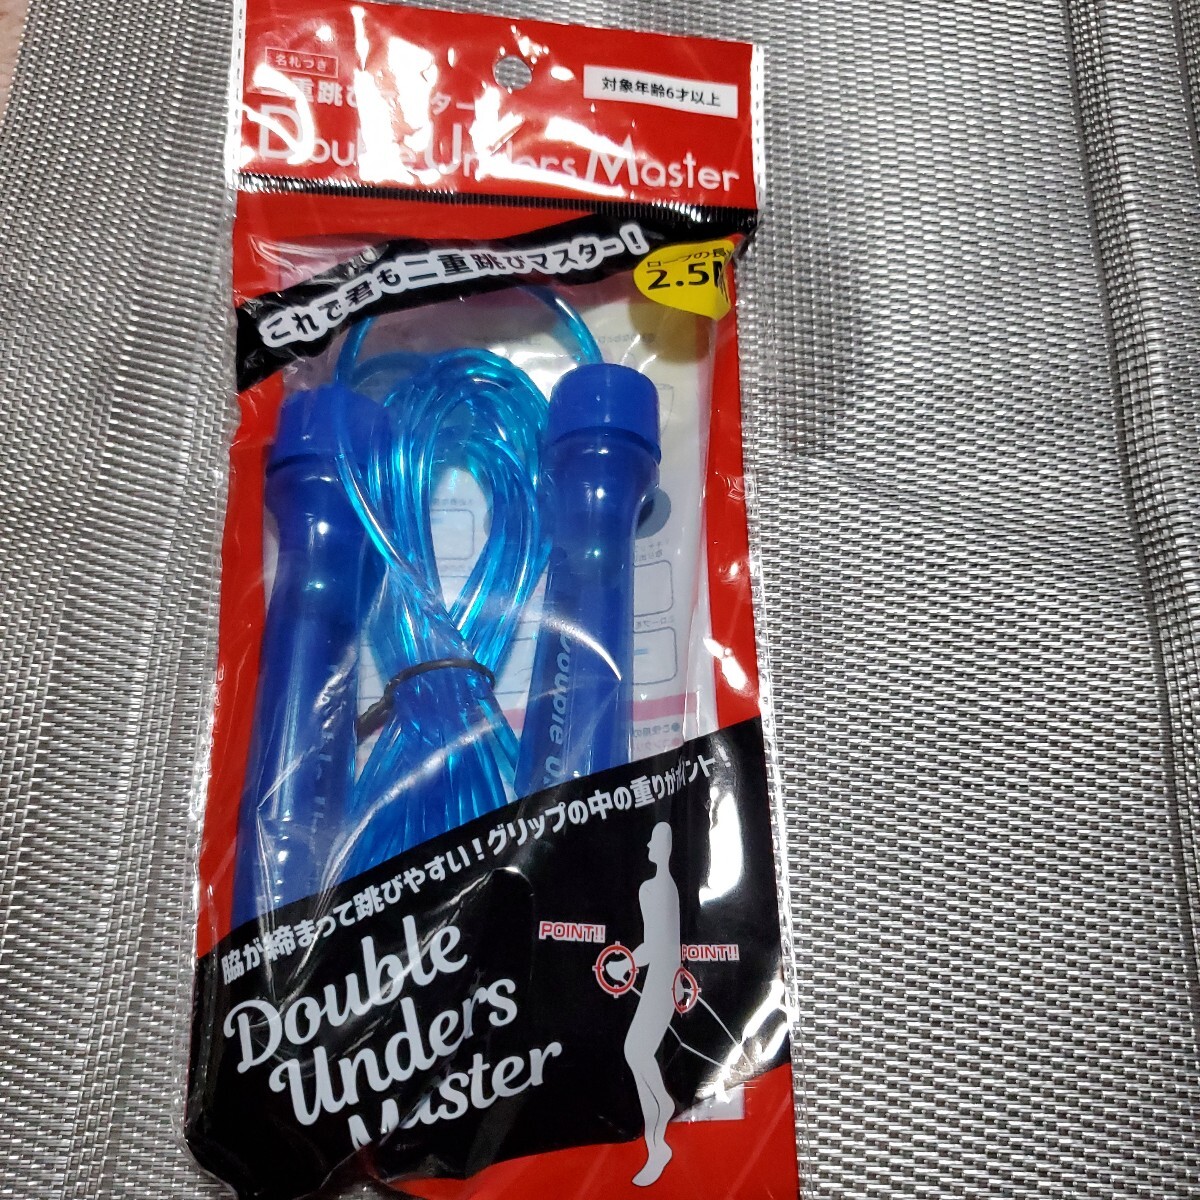 名札つき
二重跳びマスター
対象年齢6才以上
Double Unders Master
これで君も二重跳びマスター!
ロープの長
2.5M
Double U
脇が締まって跳びやすい!グリップの中の重りがポイント!
POINT!!
POINT!!
Double
Unders
Master